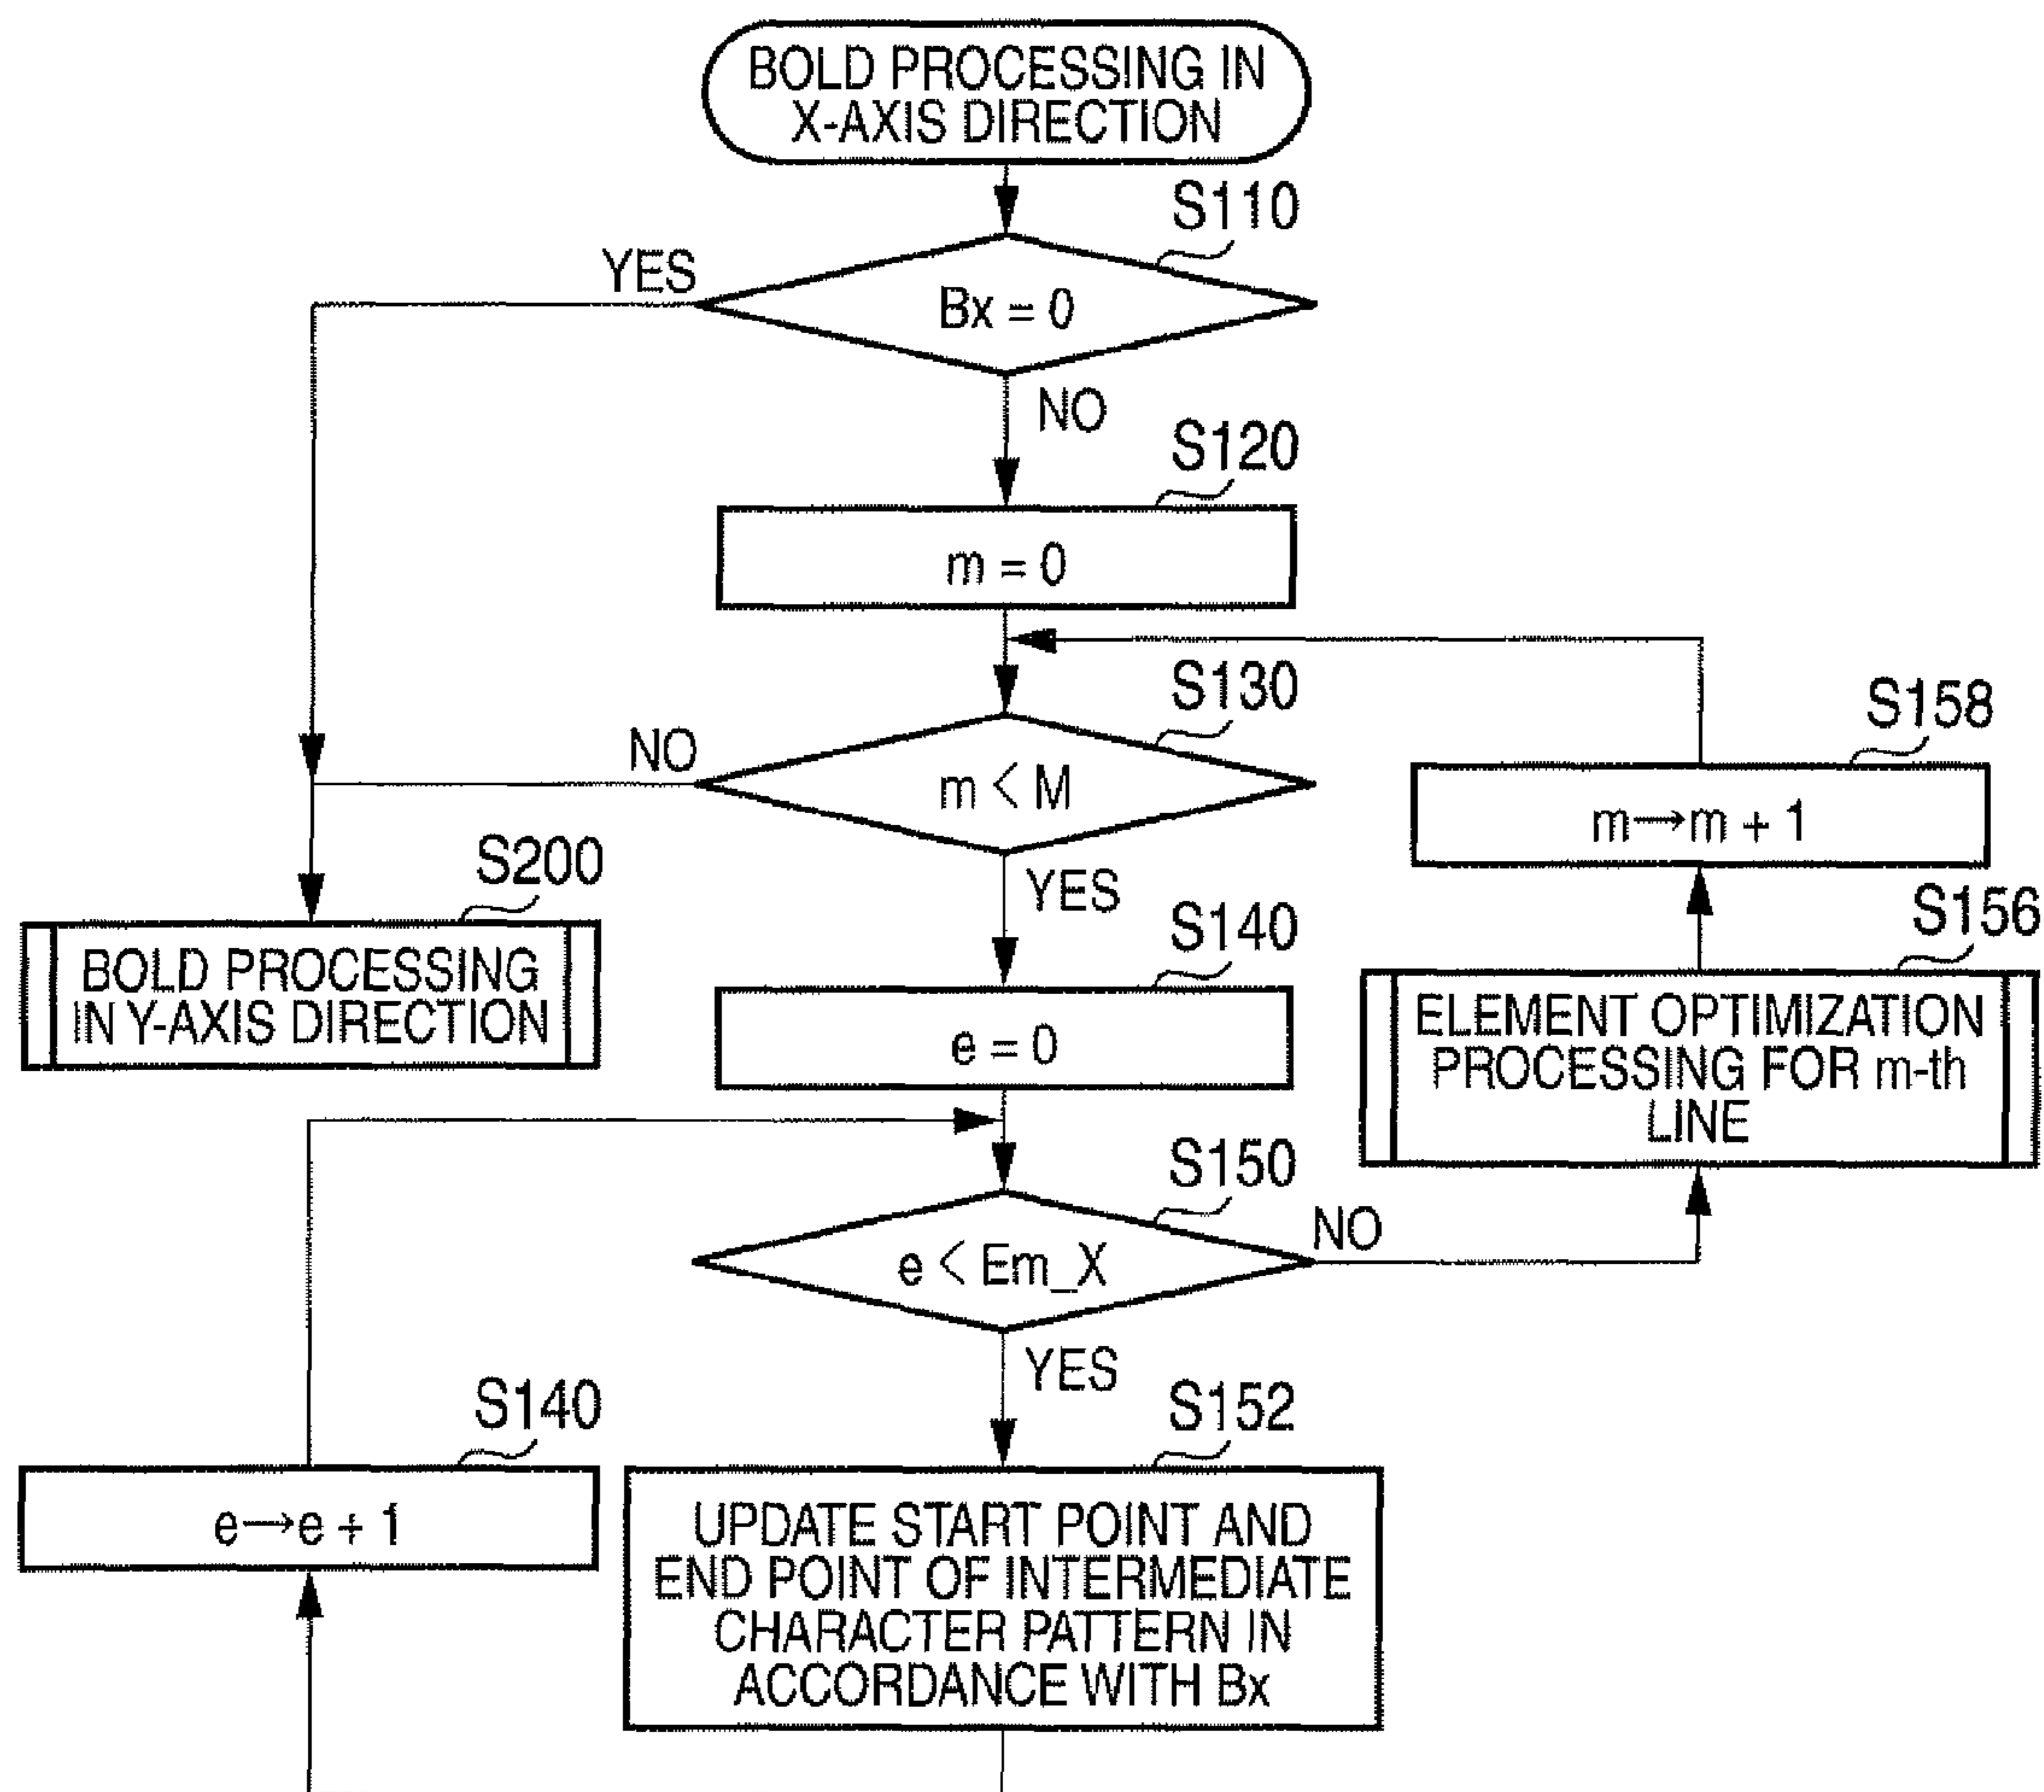 BOLD PROCESSING IN
X-AXIS DIRECTION
S110
YES
Bx = 0
NO
S120
m = 0
S130
S158
NO
m < M
m→m + 1
S200
YES
S156
BOLD PROCESSING
IN Y-AXIS DIRECTION
S140
e = 0
ELEMENT OPTIMIZATION
PROCESSING FOR m-th
LINE
S150
NO
e < Em_X
YES
S140
S152
e→e + 1
UPDATE START POINT AND
END POINT OF INTERMEDIATE
CHARACTER PATTERN IN
ACCORDANCE WITH Bx